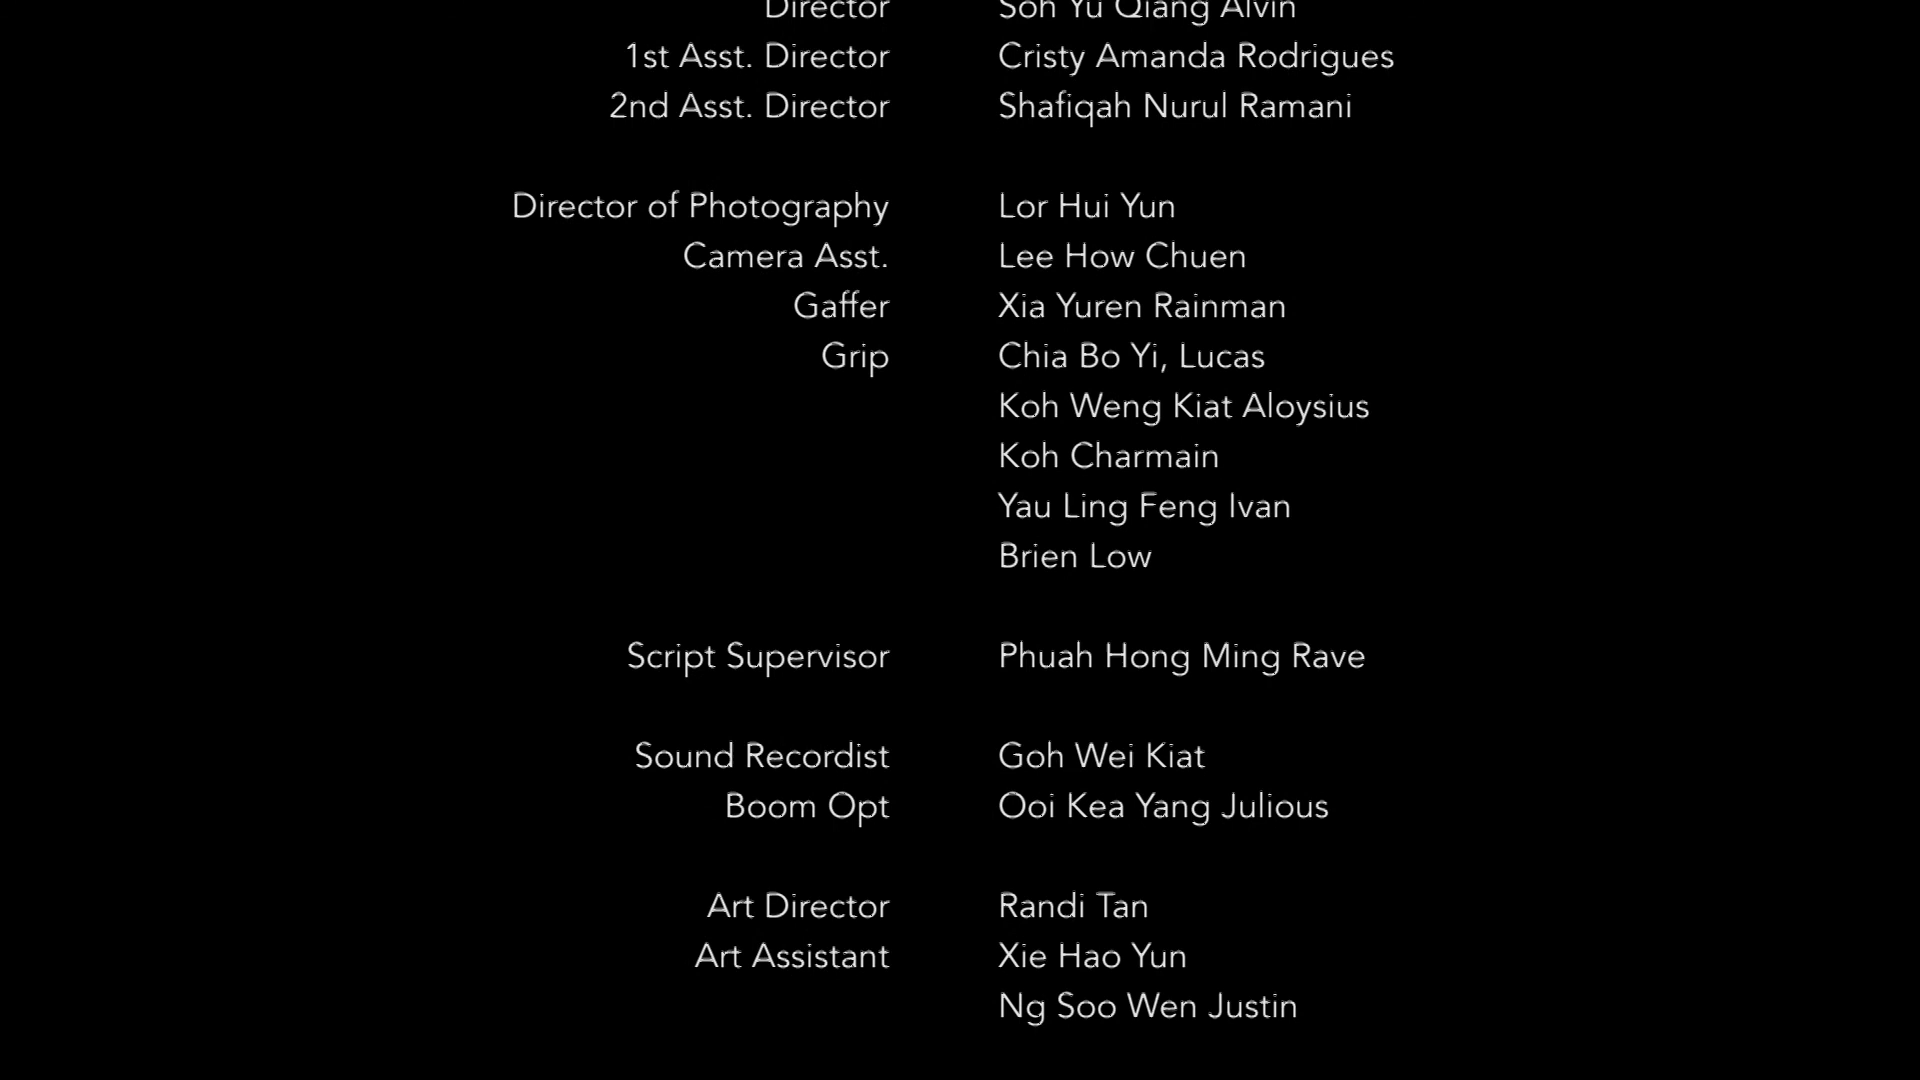 Director Soh Yu Qiang Alvin
1st Asst. Director Cristy Amanda Rodrigues
2nd Asst. Director Shafiqah Nurul Ramani
Director of Photography Lor Hui Yun
Camera Asst. Lee How Chuen
Gaffer Xia Yuren Rainman
Grip Chia Bo Yi, Lucas
Koh Weng Kiat Aloysius
Koh Charmain
Yau Ling Feng Ivan
Brien Low
Script Supervisor Phuah Hong Ming Rave
Sound Recordist Goh Wei Kiat
Boom Opt Ooi Kea Yang Julious
Art Director Randi Tan
Art Assistant Xie Hao Yun
Ng Soo Wen Justin